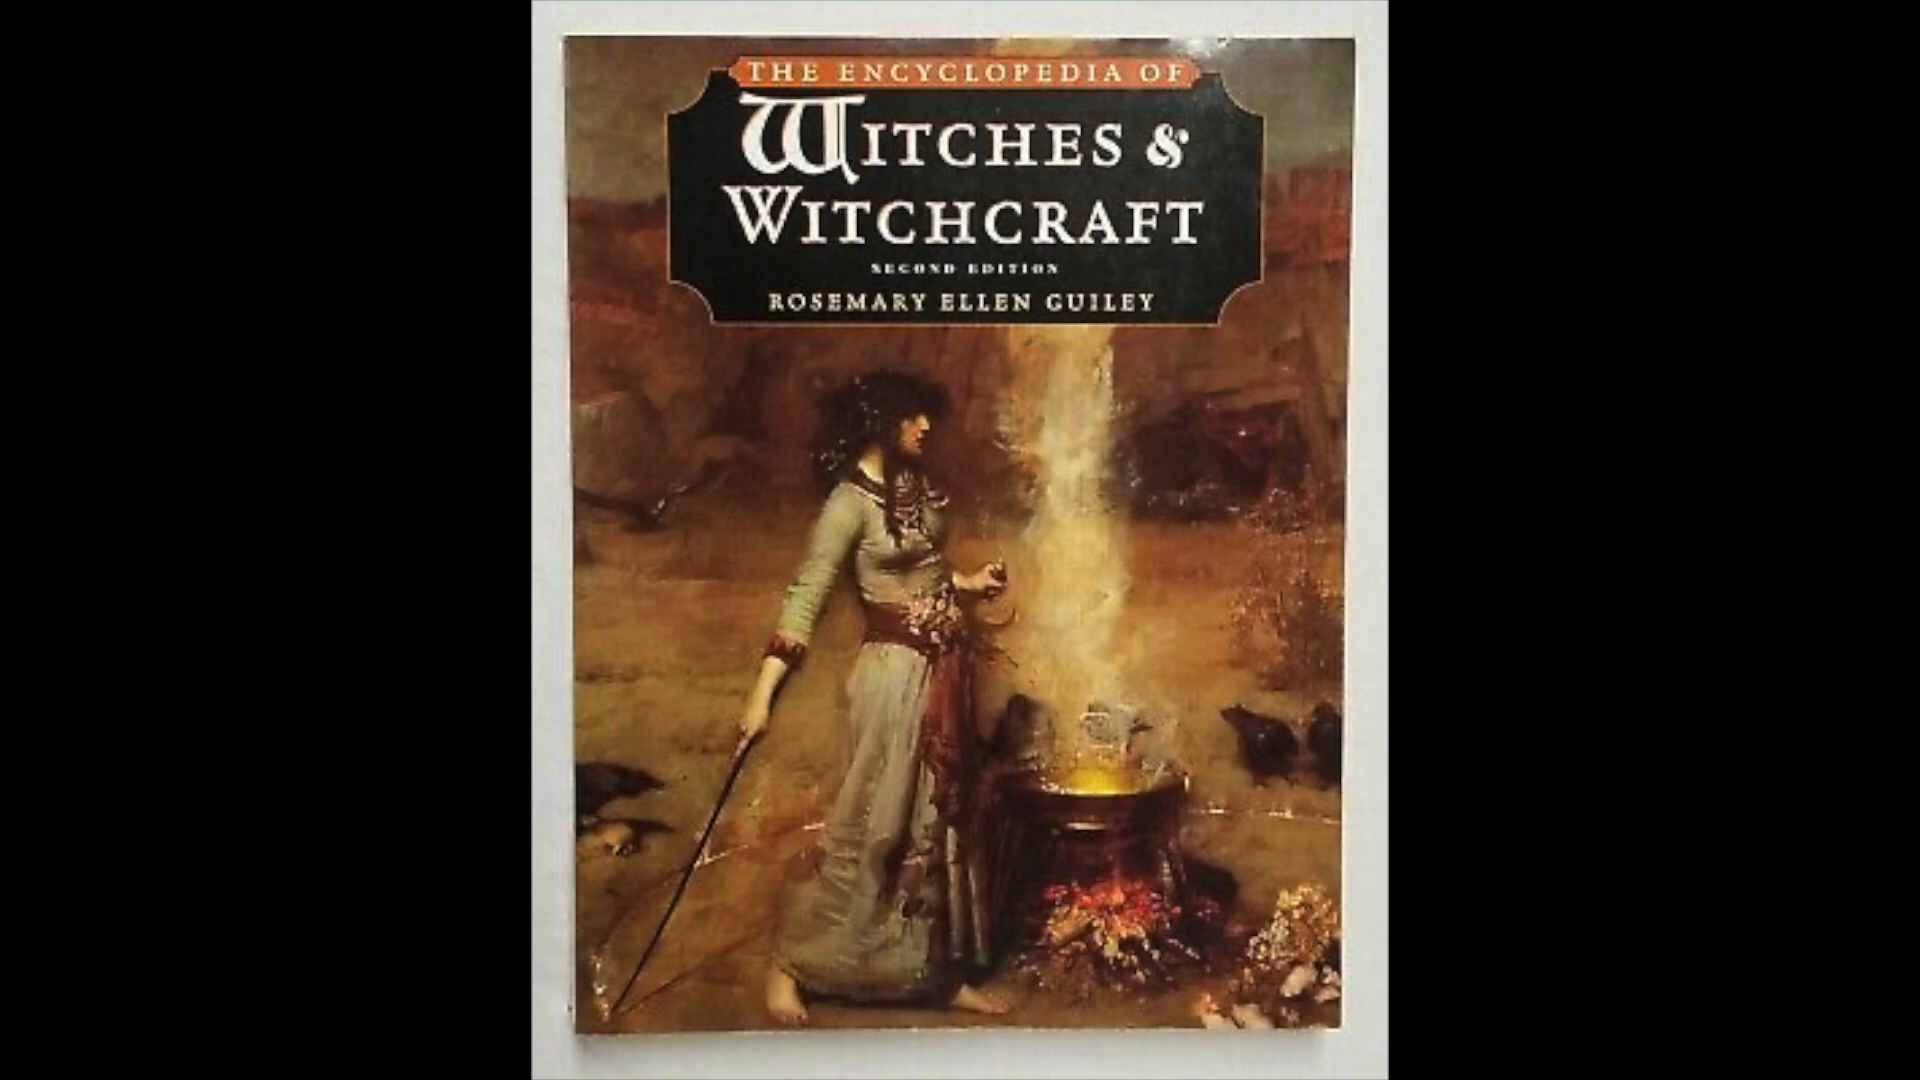 THE ENCYCLOPEDIA OF
WITCHES &
WITCHCRAFT
SECOND EDITION
ROSEMARY ELLEN GUILEY